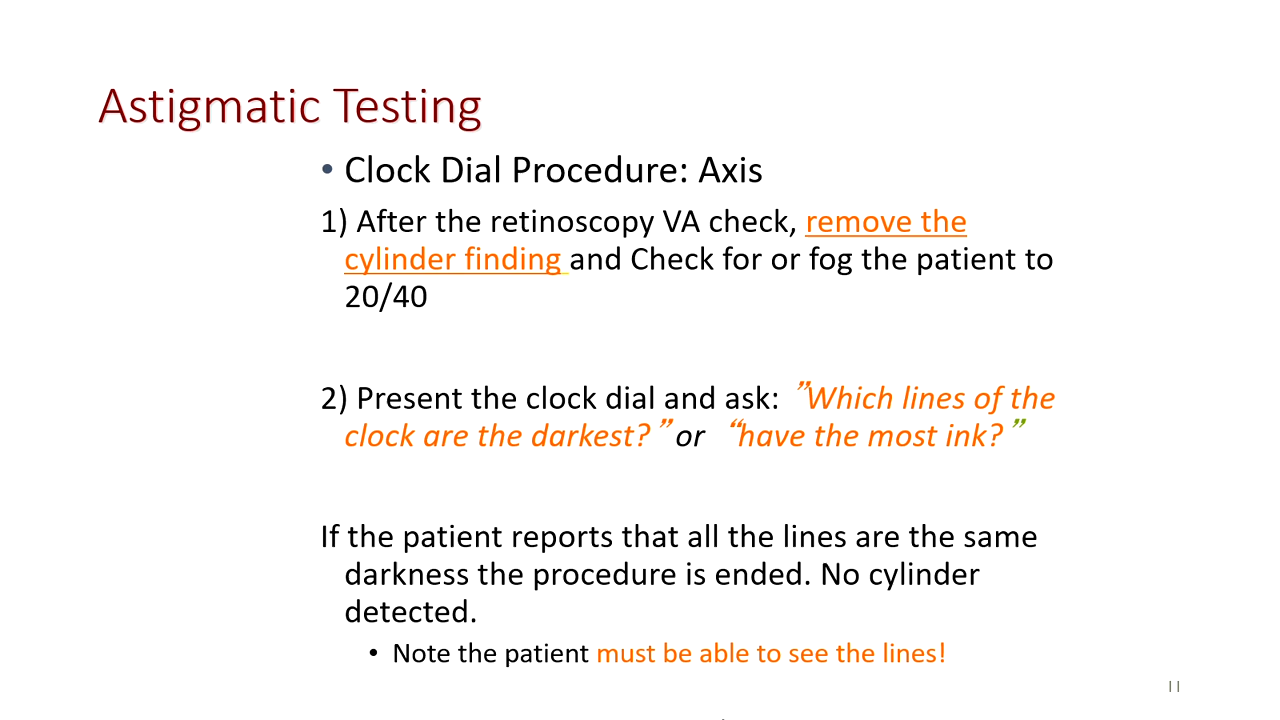 Astigmatic Testing
• Clock Dial Procedure: Axis
1) After the retinoscopy VA check, remove the
cylinder finding and Check for or fog the patient to
20/40
2) Present the clock dial and ask: ”Which lines of the
clock are the darkest?” or “have the most ink?”
If the patient reports that all the lines are the same
darkness the procedure is ended. No cylinder
detected.
• Note the patient must be able to see the lines!
11